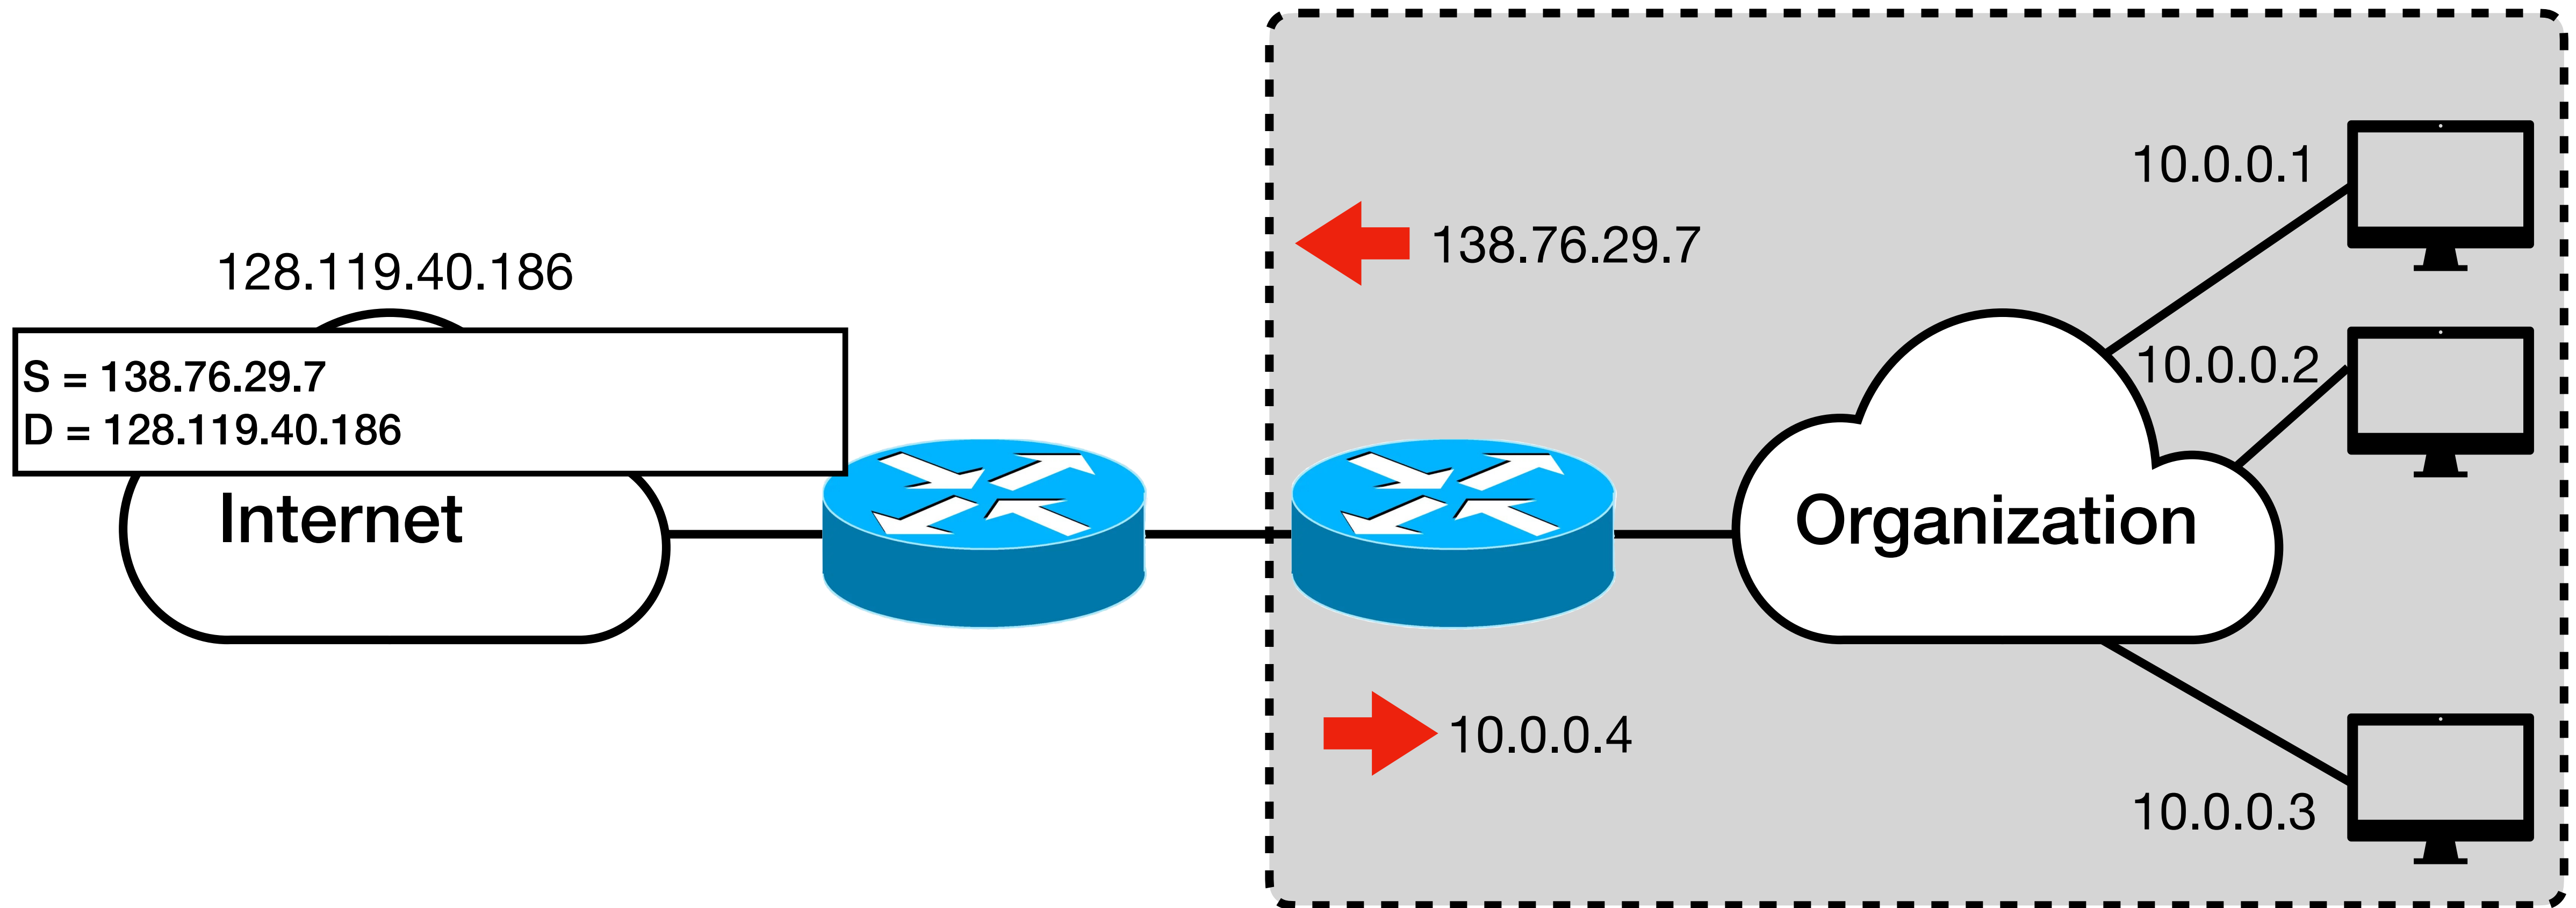 128.119.40.186
S = 138.76.29.7
D = 128.119.40.186
Internet
138.76.29.7
10.0.0.4
Organization
10.0.0.1
10.0.0.2
10.0.0.3